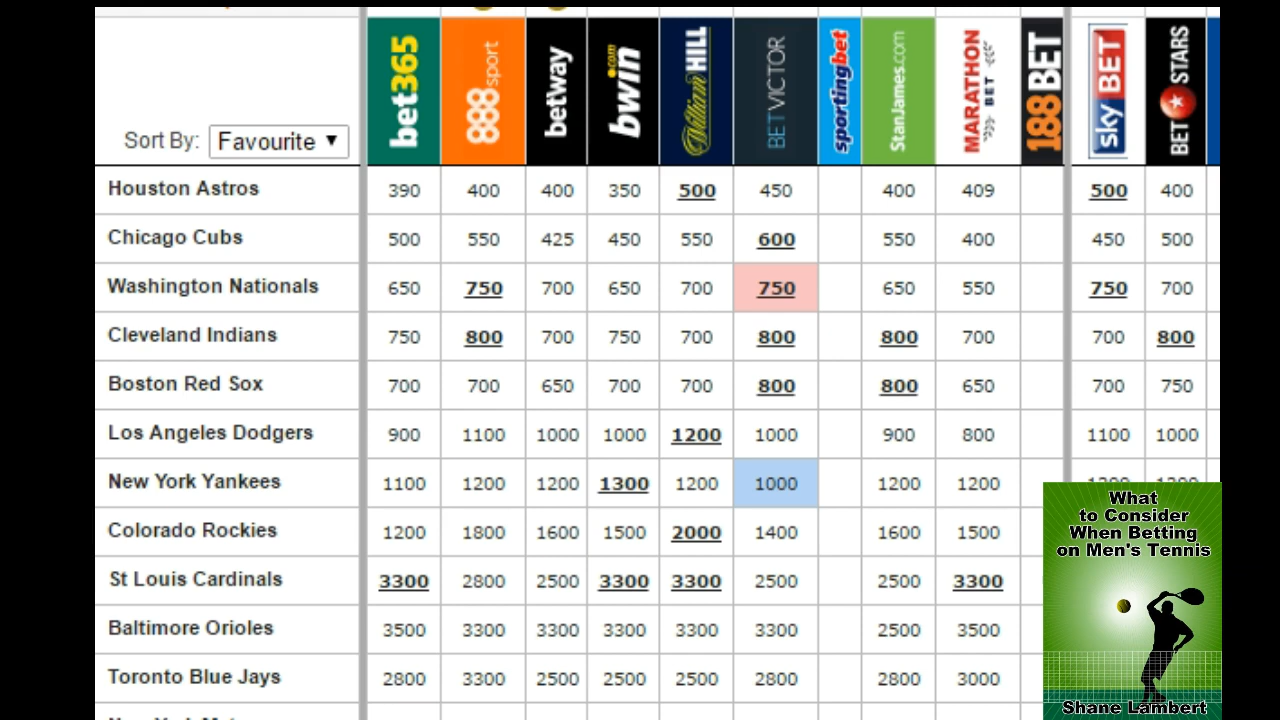 bet365 888sport betway bwin.com William HILL BETVICTOR sportingbet StanJames.com MARATHON BET 188BET sky BET BET STARS
Sort By: Favourite ▼
Houston Astros 390 400 400 350 500 450 400 409 500 400
Chicago Cubs 500 550 425 450 550 600 550 400 450 500
Washington Nationals 650 750 700 650 700 750 650 550 750 700
Cleveland Indians 750 800 700 750 700 800 800 700 700 800
Boston Red Sox 700 700 650 700 700 800 800 650 700 750
Los Angeles Dodgers 900 1100 1000 1000 1200 1000 900 800 1100 1000
New York Yankees 1100 1200 1200 1300 1200 1000 1200 1200
Colorado Rockies 1200 1800 1600 1500 2000 1400 1600 1500
St Louis Cardinals 3300 2800 2500 3300 3300 2500 2500 3300
Baltimore Orioles 3500 3300 3300 3300 3300 3300 2500 3500
Toronto Blue Jays 2800 3300 2500 2500 2500 2800 2800 3000
What
to Consider
When Betting
on Men's Tennis
Shane Lambert